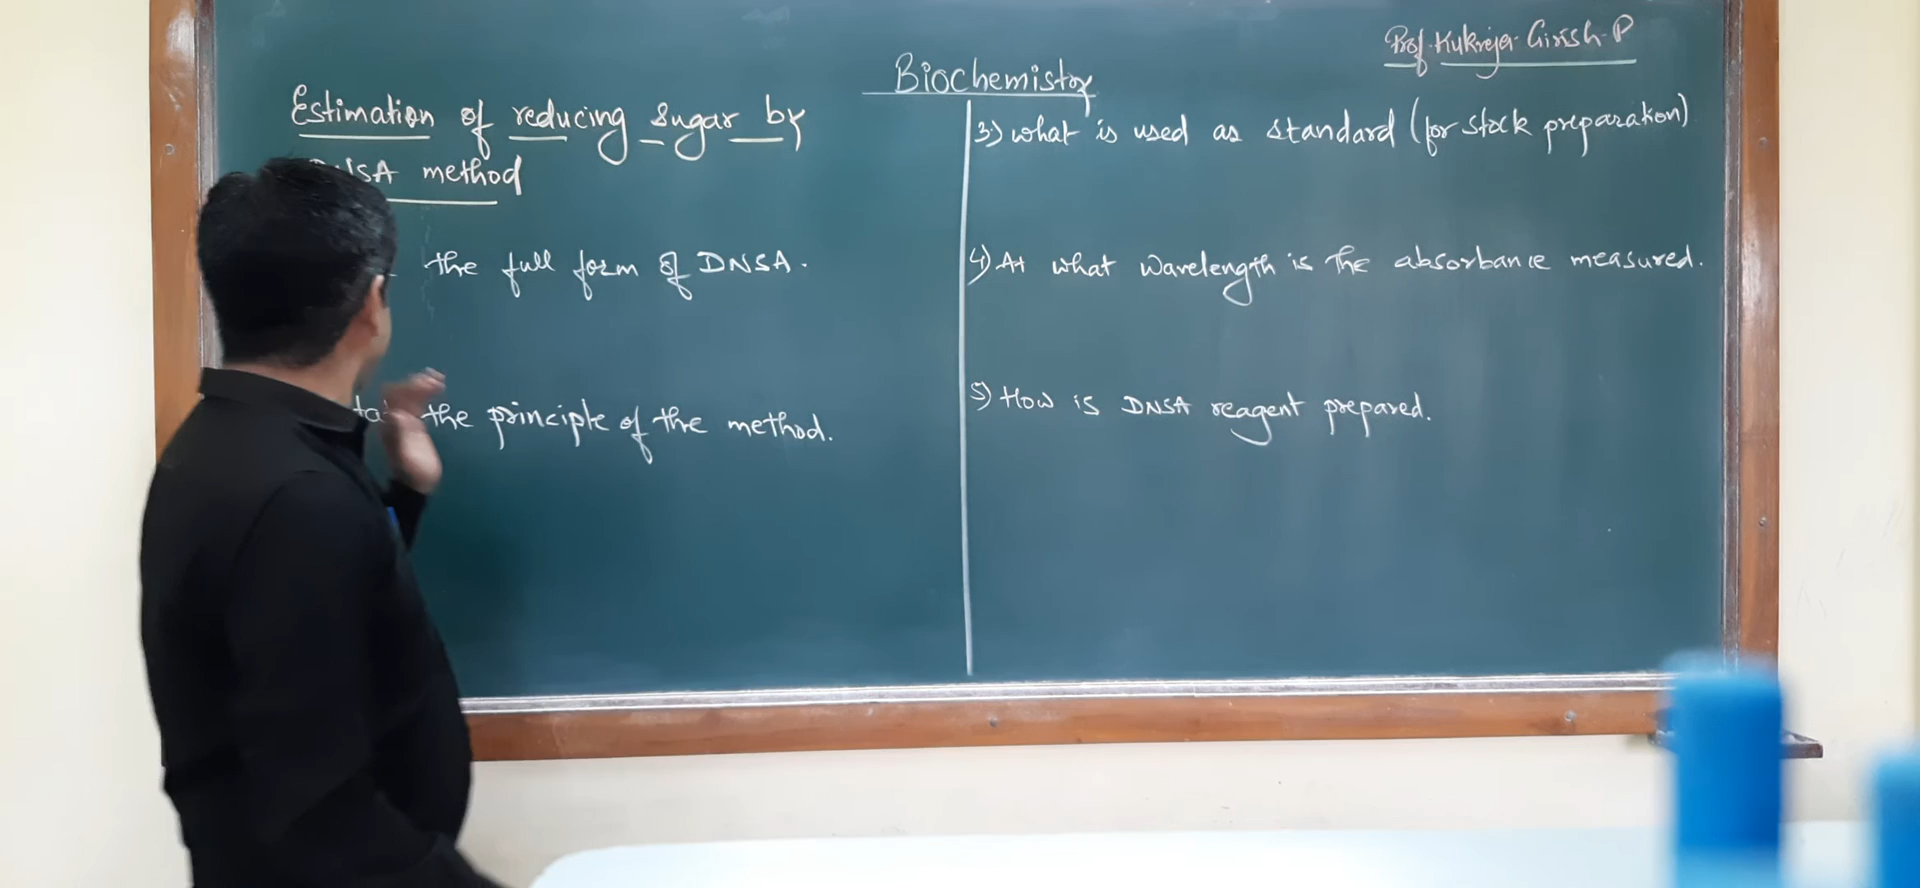 Prof. Kukreja Girish. P
Biochemistry
Estimation of reducing sugar by
DNSA method
the full form of DNSA.
the principle of the method.
3) what is used as standard (for stock preparation)
4) At what wavelength is the absorbance measured.
5) How is DNSA reagent prepared.